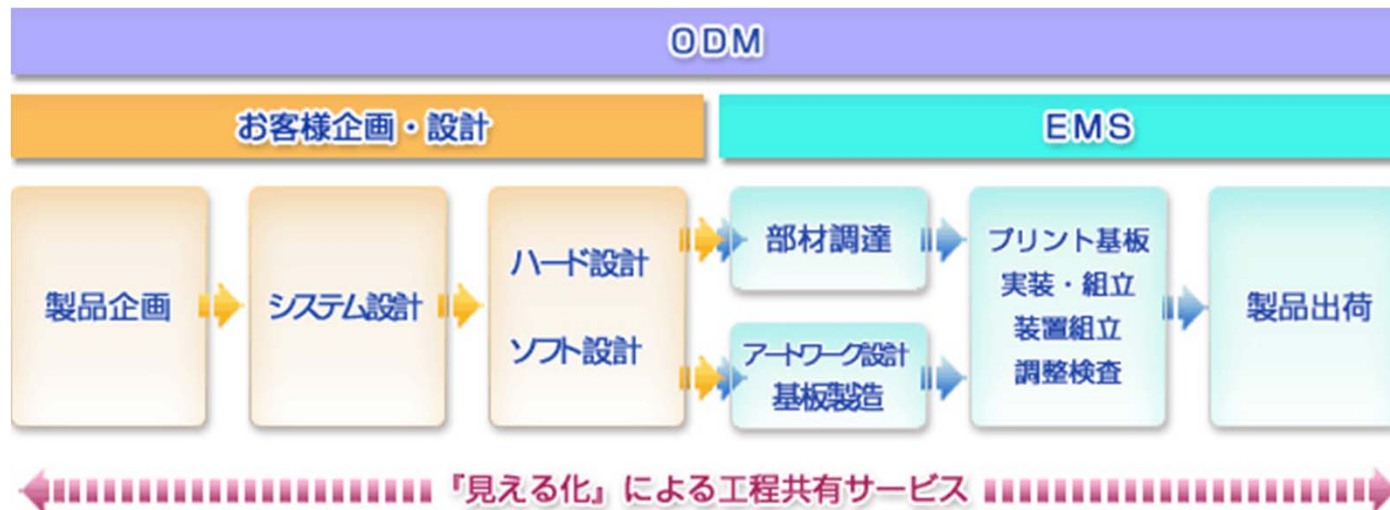 ODM
お客様企画・設計
EMS
製品企画
システム設計
ハード設計
ソフト設計
部材調達
アートワーク設計
基板製造
プリント基板
実装・組立
装置組立
調整検査
製品出荷
『見える化』による工程共有サービス